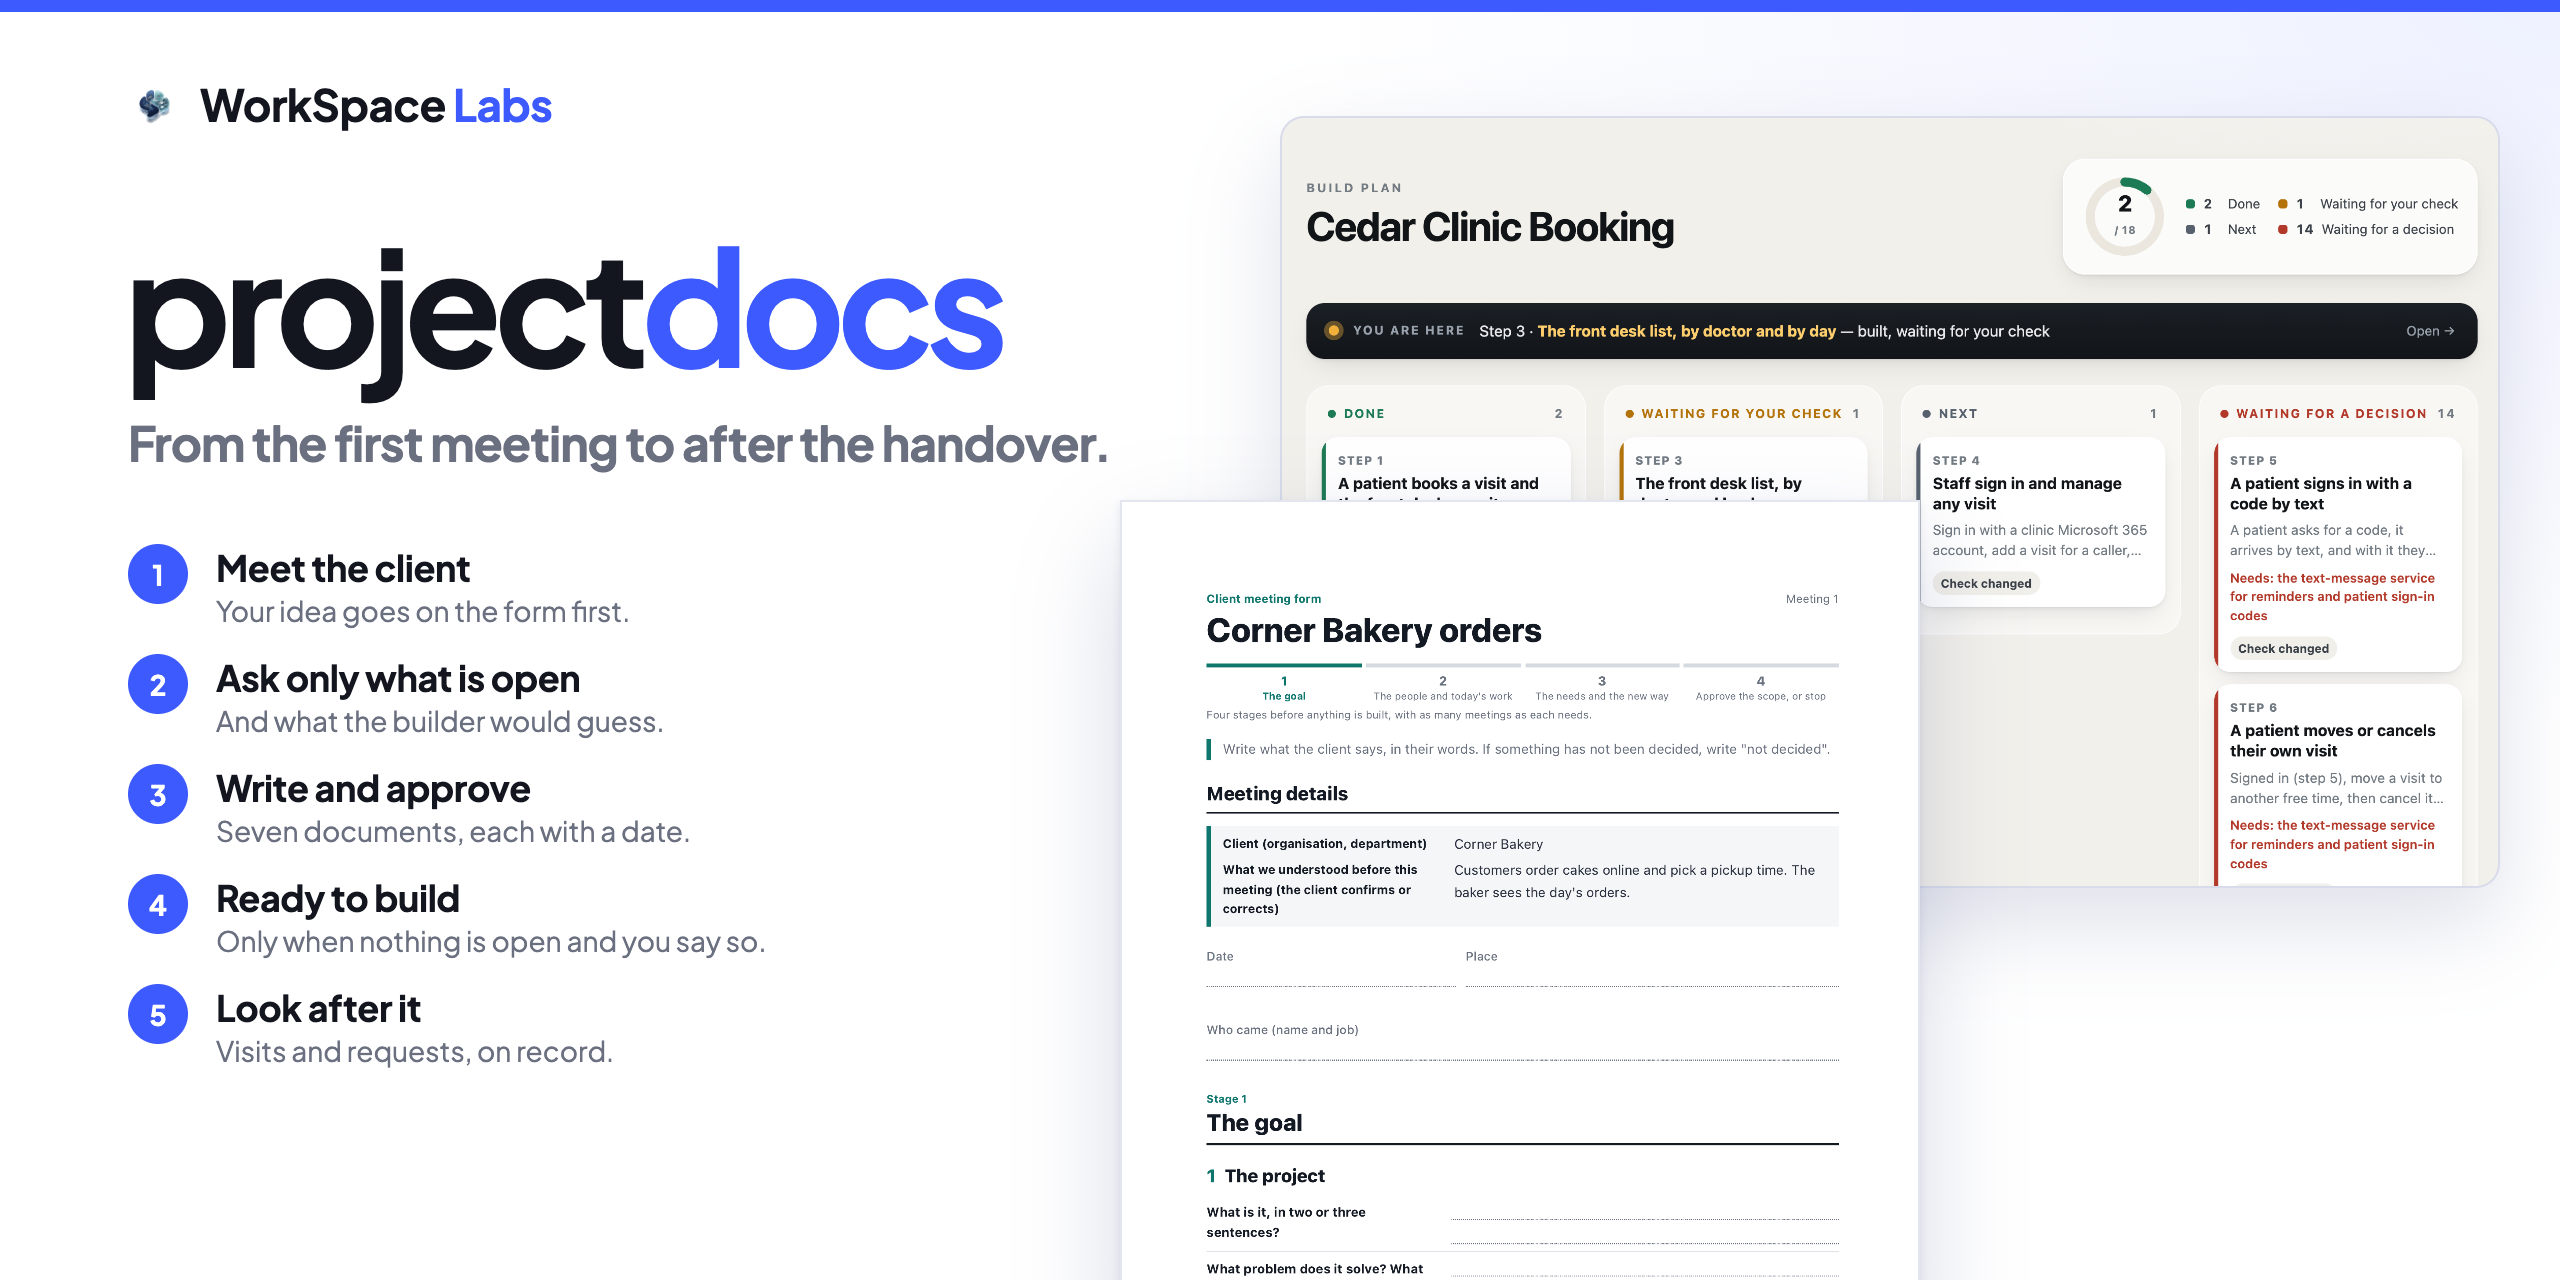 WorkSpace Labs
projectdocs
From the first meeting to after the handover.
1
Meet the client
Your idea goes on the form first.
2
Ask only what is open
And what the builder would guess.
3
Write and approve
Seven documents, each with a date.
4
Ready to build
Only when nothing is open and you say so.
5
Look after it
Visits and requests, on record.
BUILD PLAN
Cedar Clinic Booking
2
/ 18
2 Done
1 Waiting for your check
1 Next
14 Waiting for a decision
YOU ARE HERE Step 3 · The front desk list, by doctor and by day — built, waiting for your check Open →
DONE 2
STEP 1
A patient books a visit and
WAITING FOR YOUR CHECK 1
STEP 3
The front desk list, by
NEXT 1
STEP 4
Staff sign in and manage
any visit
Sign in with a clinic Microsoft 365
account, add a visit for a caller,...
Check changed
WAITING FOR A DECISION 14
STEP 5
A patient signs in with a
code by text
A patient asks for a code, it
arrives by text, and with it they...
Needs: the text-message service
for reminders and patient sign-in
codes
Check changed
STEP 6
A patient moves or cancels
their own visit
Signed in (step 5), move a visit to
another free time, then cancel it...
Needs: the text-message service
for reminders and patient sign-in
codes
Client meeting form Meeting 1
Corner Bakery orders
1
The goal
2
The people and today's work
3
The needs and the new way
4
Approve the scope, or stop
Four stages before anything is built, with as many meetings as each needs.
Write what the client says, in their words. If something has not been decided, write "not decided".
Meeting details
Client (organisation, department) Corner Bakery
What we understood before this
meeting (the client confirms or
corrects)
Customers order cakes online and pick a pickup time. The
baker sees the day's orders.
Date Place
Who came (name and job)
Stage 1
The goal
1 The project
What is it, in two or three
sentences?
What problem does it solve? What